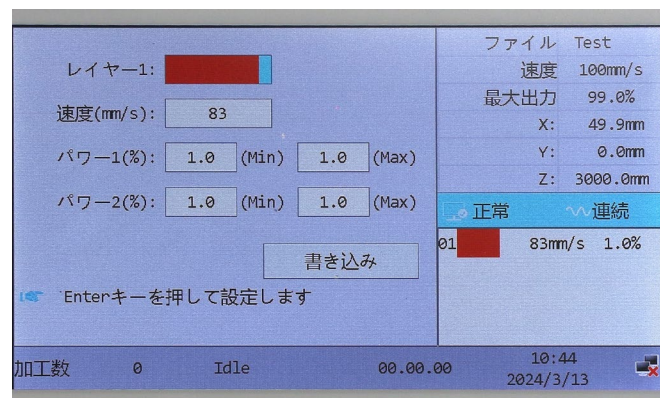 レイヤー1:
速度(mm/s): 83
パワー1(%): 1.0 (Min) 1.0 (Max)
パワー2(%): 1.0 (Min) 1.0 (Max)
書き込み
Enterキーを押して設定します
ファイル Test
速度 100mm/s
最大出力 99.0%
X: 49.9mm
Y: 0.0mm
Z: 3000.0mm
正常 連続
01 83mm/s 1.0%
加工数 0 Idle 00.00.00 10:44
2024/3/13